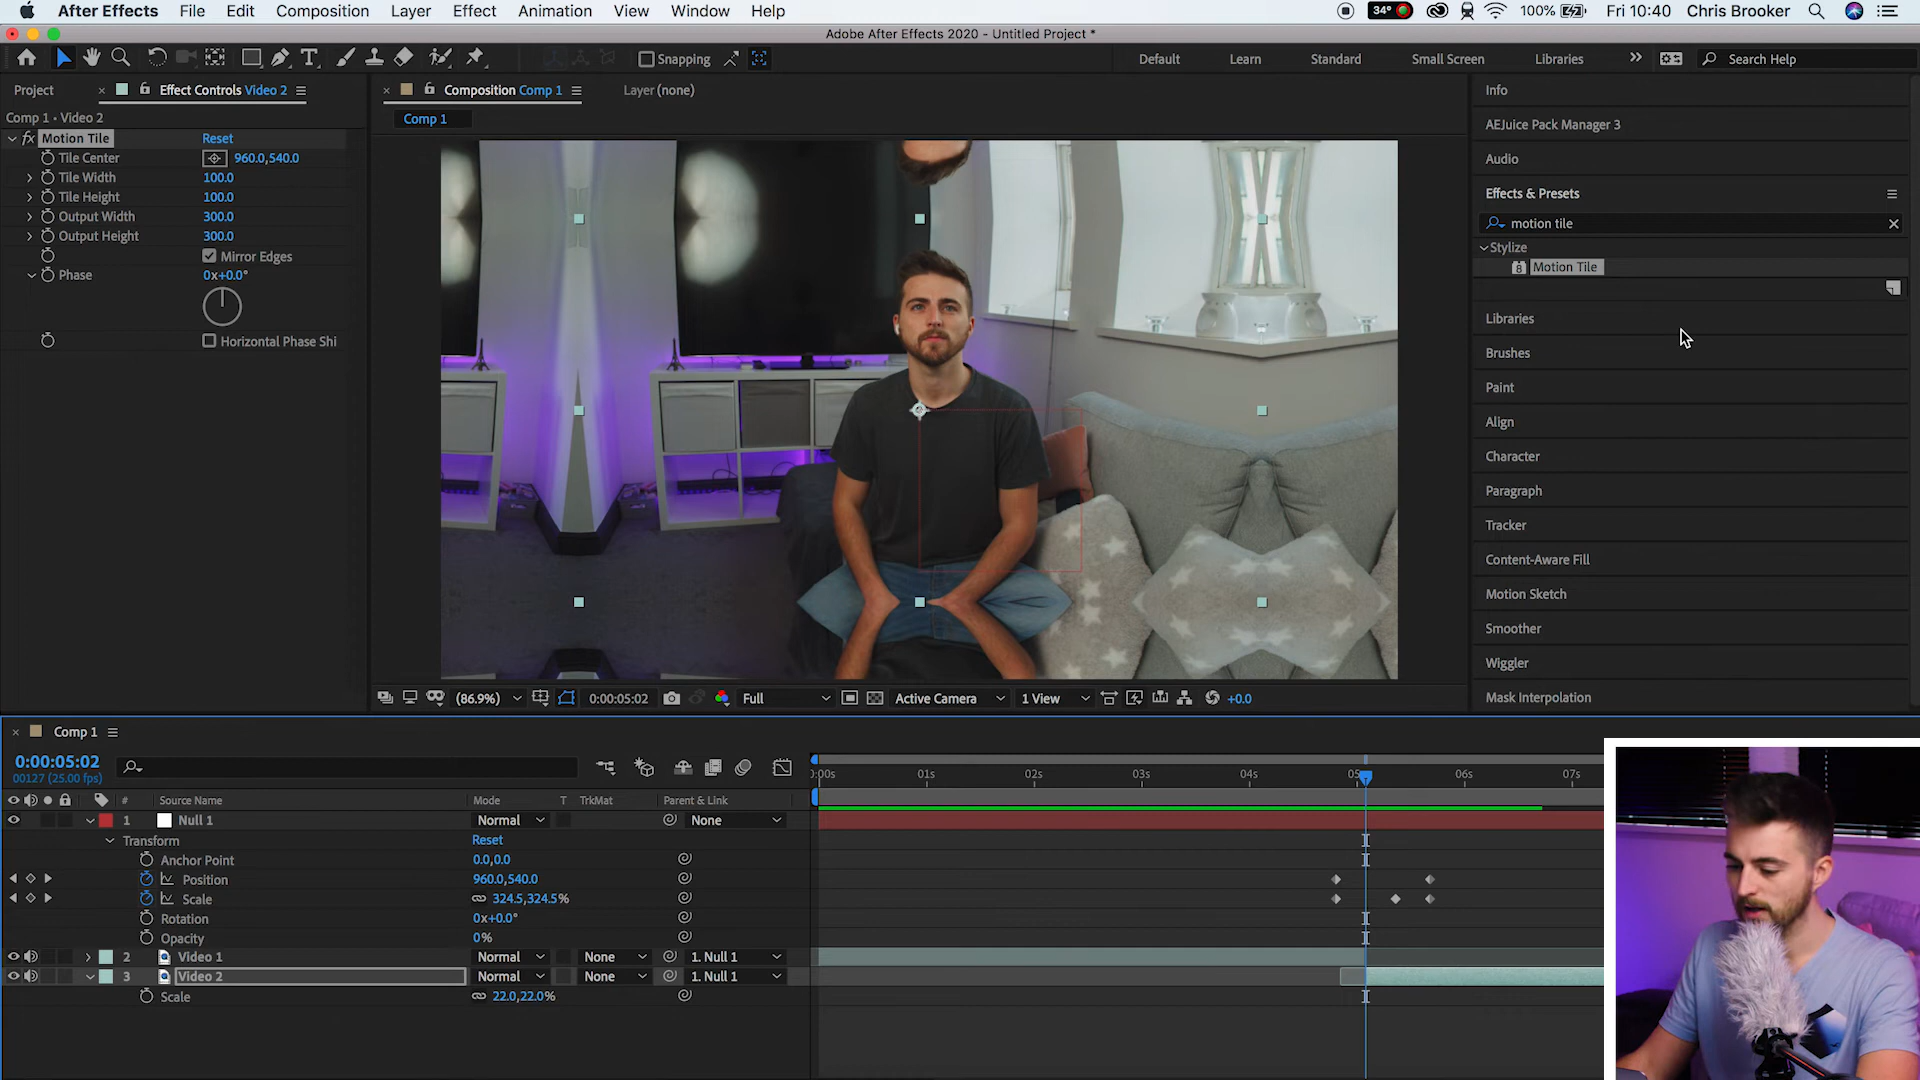 After Effects File Edit Composition Layer Effect Animation View Window Help 34° 100% Fri 10:40 Chris Brooker
Adobe After Effects 2020 - Untitled Project *
Snapping Default Learn Standard Small Screen Libraries Search Help
Project Effect Controls Video 2
Comp 1 • Video 2
fx Motion Tile Reset
Tile Center 960.0,540.0
Tile Width 100.0
Tile Height 100.0
Output Width 300.0
Output Height 300.0
Mirror Edges
Phase 0x+0.0°
Horizontal Phase Shi
Composition Comp 1 Layer (none)
Comp 1
(86.9%) 0:00:05:02 Full Active Camera 1 View +0.0
Info
AEJuice Pack Manager 3
Audio
Effects & Presets
motion tile
Stylize
8 Motion Tile
Libraries
Brushes
Paint
Align
Character
Paragraph
Tracker
Content-Aware Fill
Motion Sketch
Smoother
Wiggler
Mask Interpolation
Comp 1
0:00:05:02
00127 (25.00 fps)
:00s 01s 02s 03s 04s 05s 06s 07s
# Source Name Mode T TrkMat Parent & Link
1 Null 1 Normal None
Transform Reset
Anchor Point 0.0,0.0
Position 960.0,540.0
Scale 324.5,324.5%
Rotation 0x+0.0°
Opacity 0%
2 Video 1 Normal None 1. Null 1
3 Video 2 Normal None 1. Null 1
Scale 22.0,22.0%